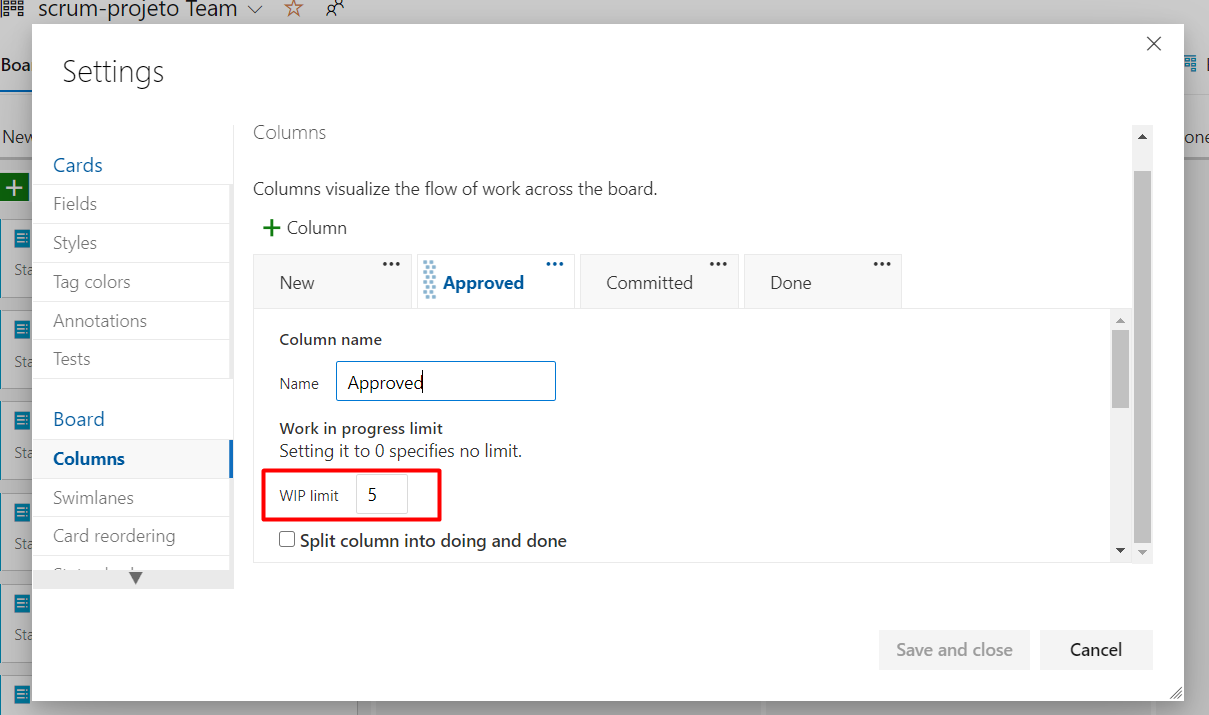 scrum-projeto Team
Boa
Settings
New
one
Columns
Cards
Columns visualize the flow of work across the board.
Fields
+ Column
Styles
New
Approved
Committed
Done
Tag colors
Annotations
Column name
Tests
Name
Approved
Board
Work in progress limit
Setting it to 0 specifies no limit.
Columns
WIP limit
5
Swimlanes
Card reordering
Split column into doing and done
Sta
Sta
Sta
Sta
Sta
Save and close
Cancel